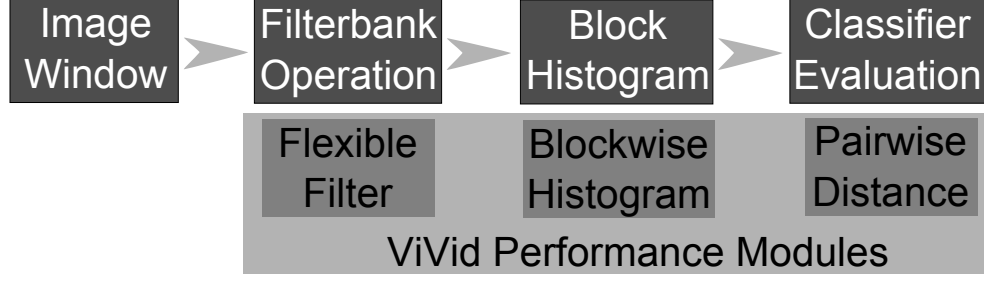 Image
Window
Filterbank
Operation
Block
Histogram
Classifier
Evaluation
Flexible
Filter
Blockwise
Histogram
Pairwise
Distance
ViVid Performance Modules